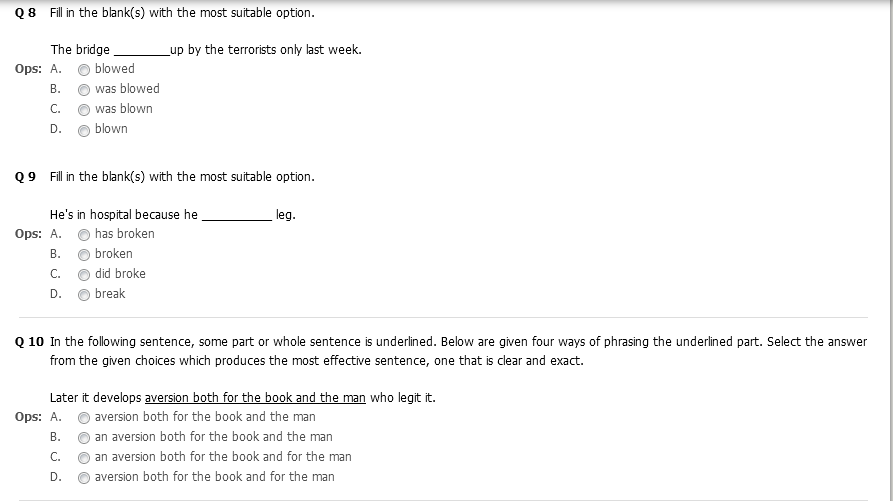 Q 8 Fill in the blank(s) with the most suitable option.
The bridge ________up by the terrorists only last week.
Ops: A. blowed
B. was blowed
C. was blown
D. blown
Q 9 Fill in the blank(s) with the most suitable option.
He's in hospital because he __________ leg.
Ops: A. has broken
B. broken
C. did broke
D. break
Q 10 In the following sentence, some part or whole sentence is underlined. Below are given four ways of phrasing the underlined part. Select the answer
from the given choices which produces the most effective sentence, one that is clear and exact.
Later it develops aversion both for the book and the man who legit it.
Ops: A. aversion both for the book and the man
B. an aversion both for the book and the man
C. an aversion both for the book and for the man
D. aversion both for the book and for the man